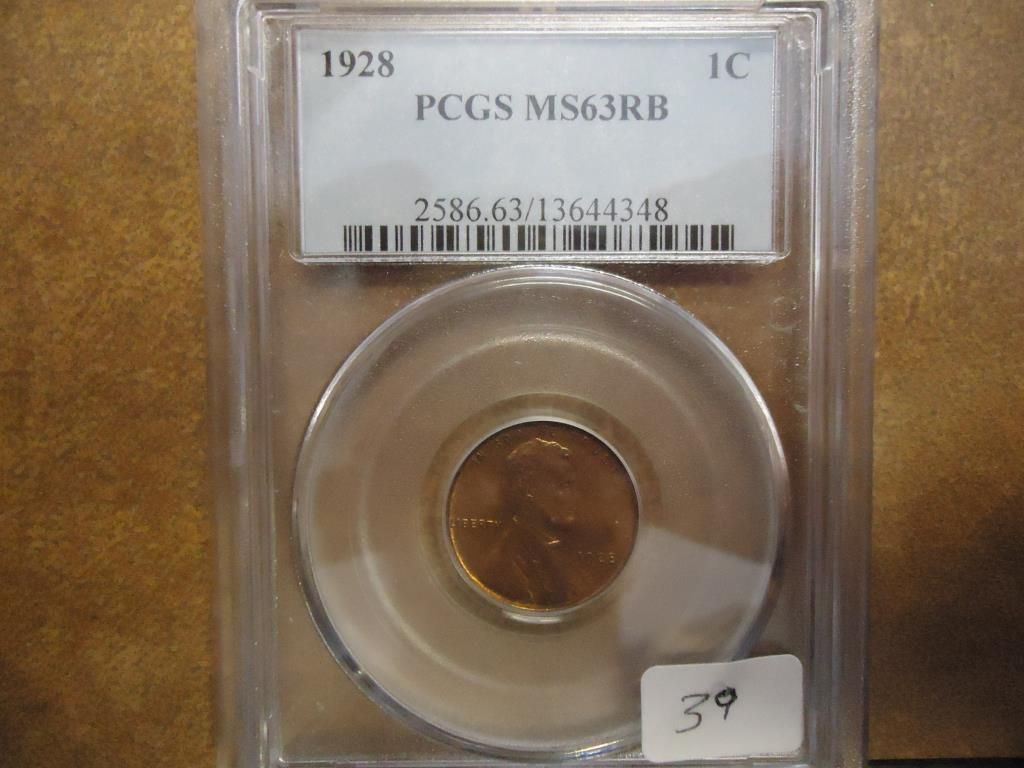 1928 1C
PCGS MS63RB
2586.63/13644348
LIBERTY
1928
39